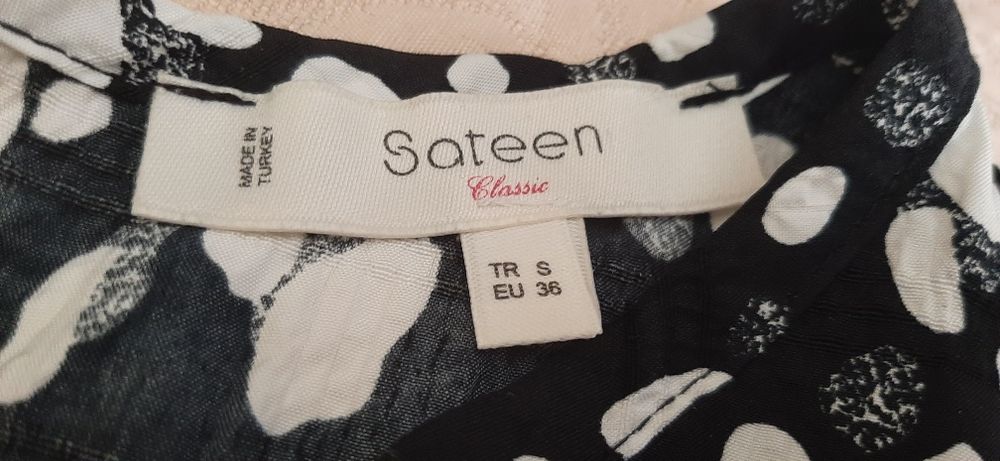 MADE IN
TURKEY
Sateen
Classic
TR S
EU 36